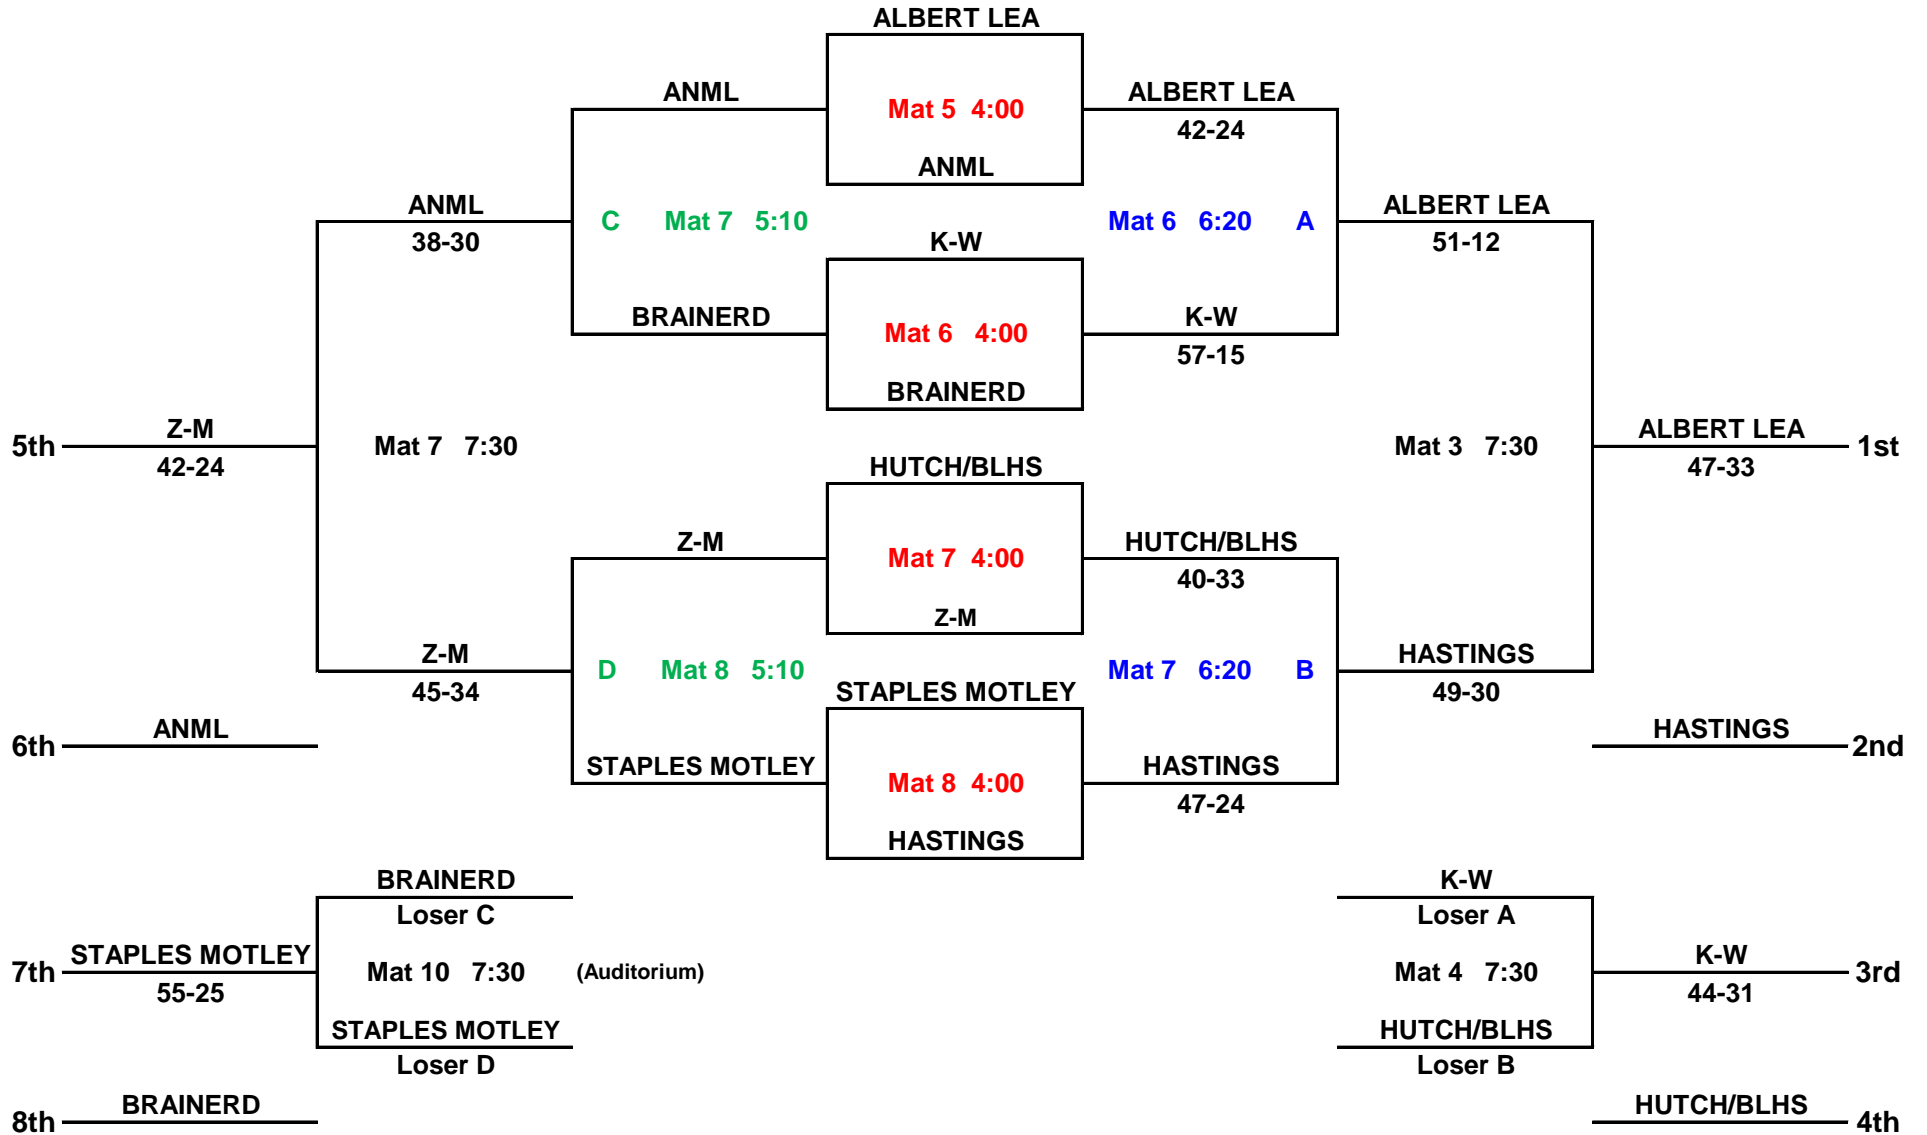 ALBERT LEA
ANML
Mat 5 4:00
ALBERT LEA
42-24
ANML
ANML
38-30
C Mat 7 5:10
K-W
Mat 6 6:20 A
ALBERT LEA
51-12
BRAINERD
Mat 6 4:00
K-W
57-15
BRAINERD
5th
Z-M
42-24
Mat 7 7:30
HUTCH/BLHS
Mat 3 7:30
ALBERT LEA
47-33
1st
Z-M
Mat 7 4:00
HUTCH/BLHS
40-33
Z-M
Z-M
45-34
D Mat 8 5:10
STAPLES MOTLEY
Mat 7 6:20 B
HASTINGS
49-30
6th
ANML
HASTINGS
2nd
STAPLES MOTLEY
Mat 8 4:00
HASTINGS
47-24
HASTINGS
BRAINERD
Loser C
K-W
Loser A
7th
STAPLES MOTLEY
55-25
Mat 10 7:30
(Auditorium)
Mat 4 7:30
K-W
44-31
3rd
STAPLES MOTLEY
Loser D
HUTCH/BLHS
Loser B
8th
BRAINERD
HUTCH/BLHS
4th